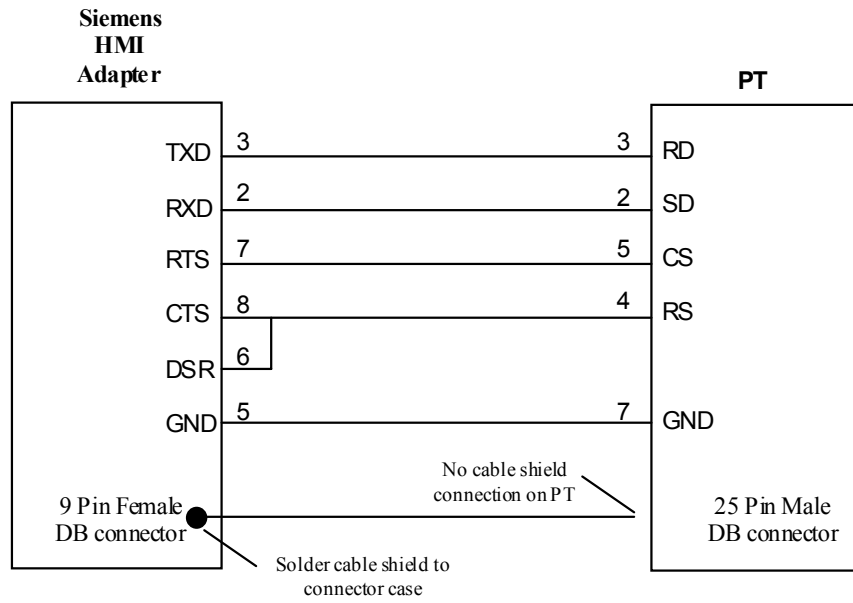 Siemens
HMI
Adapter
PT
TXD 3 3 RD
RXD 2 2 SD
RTS 7 5 CS
CTS 8 4 RS
DSR 6
GND 5 7 GND
No cable shield
connection on PT
9 Pin Female
DB connector
25 Pin Male
DB connector
Solder cable shield to
connector case